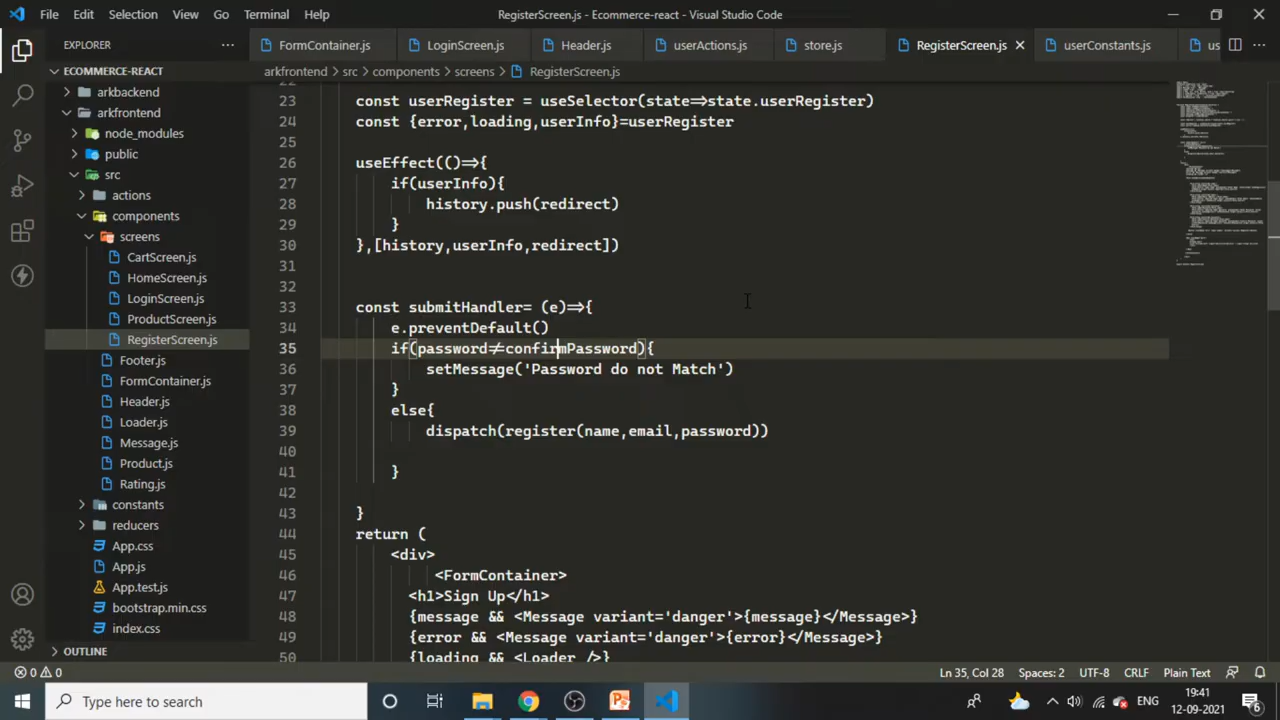 File Edit Selection View Go Terminal Help
RegisterScreen.js - Ecommerce-react - Visual Studio Code
EXPLORER
FormContainer.js LoginScreen.js Header.js userActions.js store.js RegisterScreen.js userConstants.js us
ECOMMERCE-REACT
arkfrontend > src > components > screens > RegisterScreen.js
arkbackend
arkfrontend
node_modules
public
src
actions
components
screens
CartScreen.js
HomeScreen.js
LoginScreen.js
ProductScreen.js
RegisterScreen.js
Footer.js
FormContainer.js
Header.js
Loader.js
Message.js
Product.js
Rating.js
constants
reducers
App.css
App.js
App.test.js
bootstrap.min.css
index.css
OUTLINE
23 const userRegister = useSelector(state=>state.userRegister)
24 const {error,loading,userInfo}=userRegister
25
26 useEffect(()=>{
27 if(userInfo){
28 history.push(redirect)
29 }
30 },[history,userInfo,redirect])
31
32
33 const submitHandler= (e)=>{
34 e.preventDefault()
35 if(password!=confirmPassword){
36 setMessage('Password do not Match')
37 }
38 else{
39 dispatch(register(name,email,password))
40
41 }
42
43 }
44 return (
45 <div>
46 <FormContainer>
47 <h1>Sign Up</h1>
48 {message && <Message variant='danger'>{message}</Message>}
49 {error && <Message variant='danger'>{error}</Message>}
50 {loading && <Loader />}
0 0 Ln 35, Col 28 Spaces: 2 UTF-8 CRLF Plain Text
Type here to search
ENG
19:41
12-09-2021
6